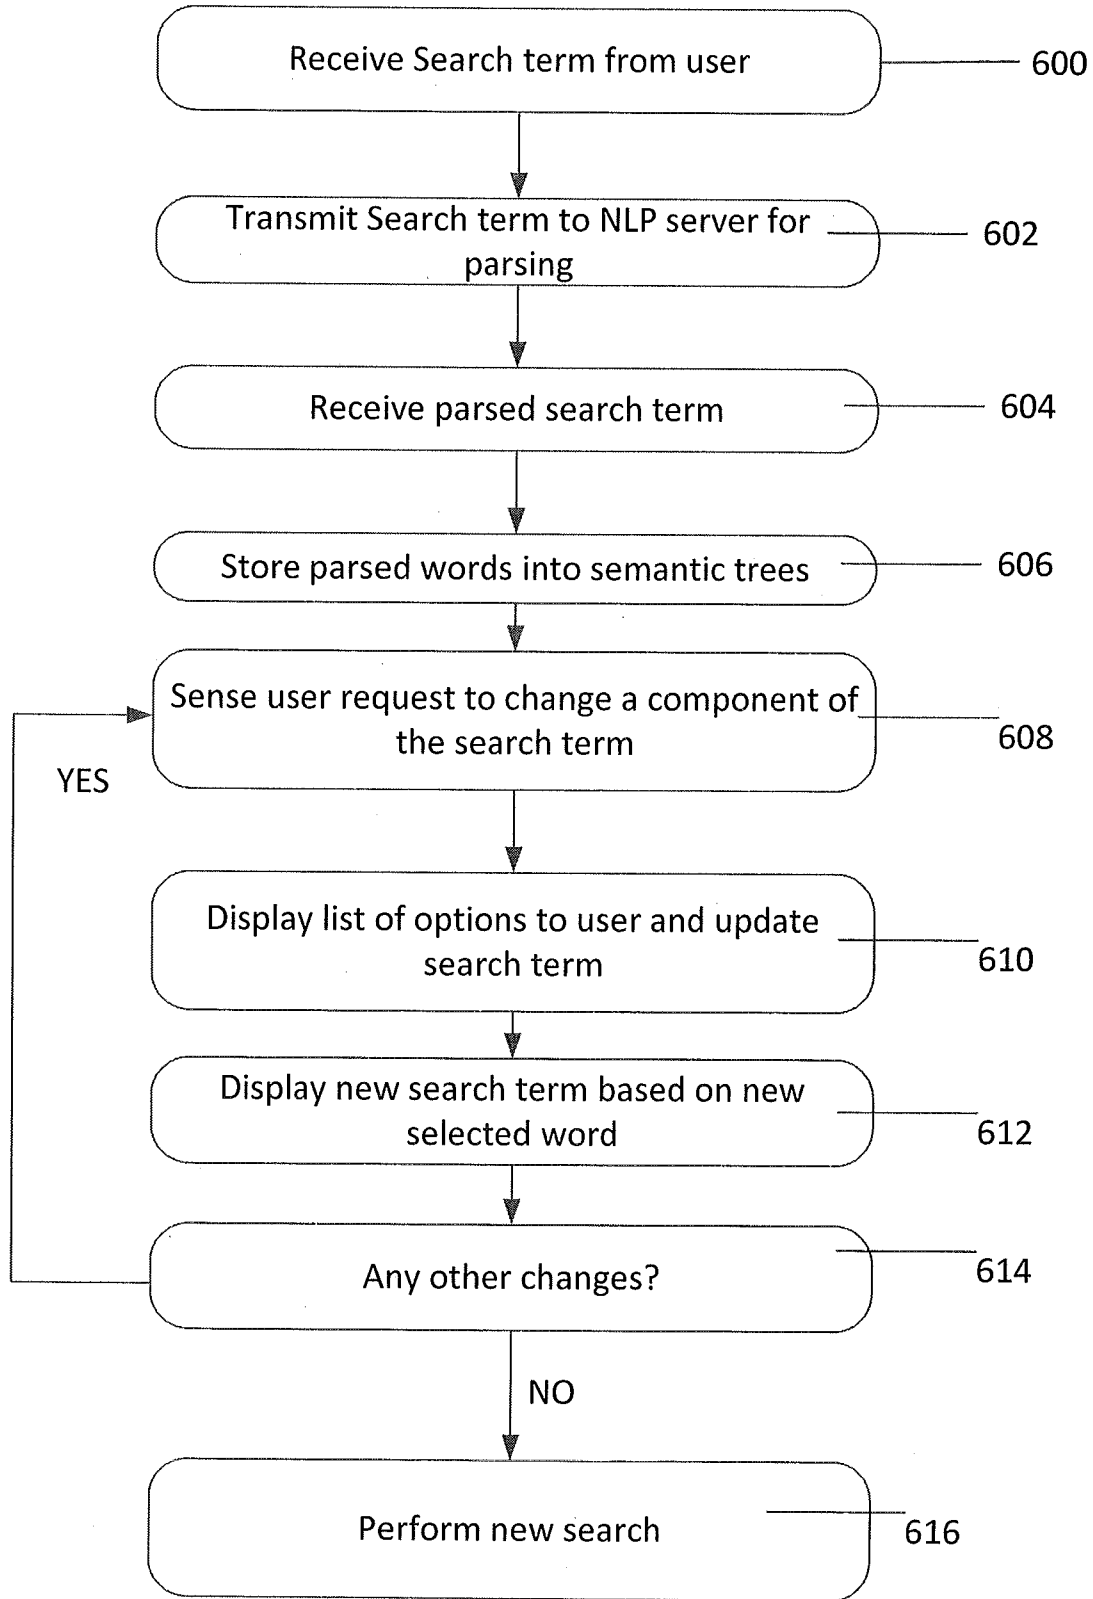 Receive Search term from user
600
Transmit Search term to NLP server for
parsing
602
Receive parsed search term
604
Store parsed words into semantic trees
606
Sense user request to change a component of
the search term
608
YES
Display list of options to user and update
search term
610
Display new search term based on new
selected word
612
Any other changes?
614
NO
Perform new search
616